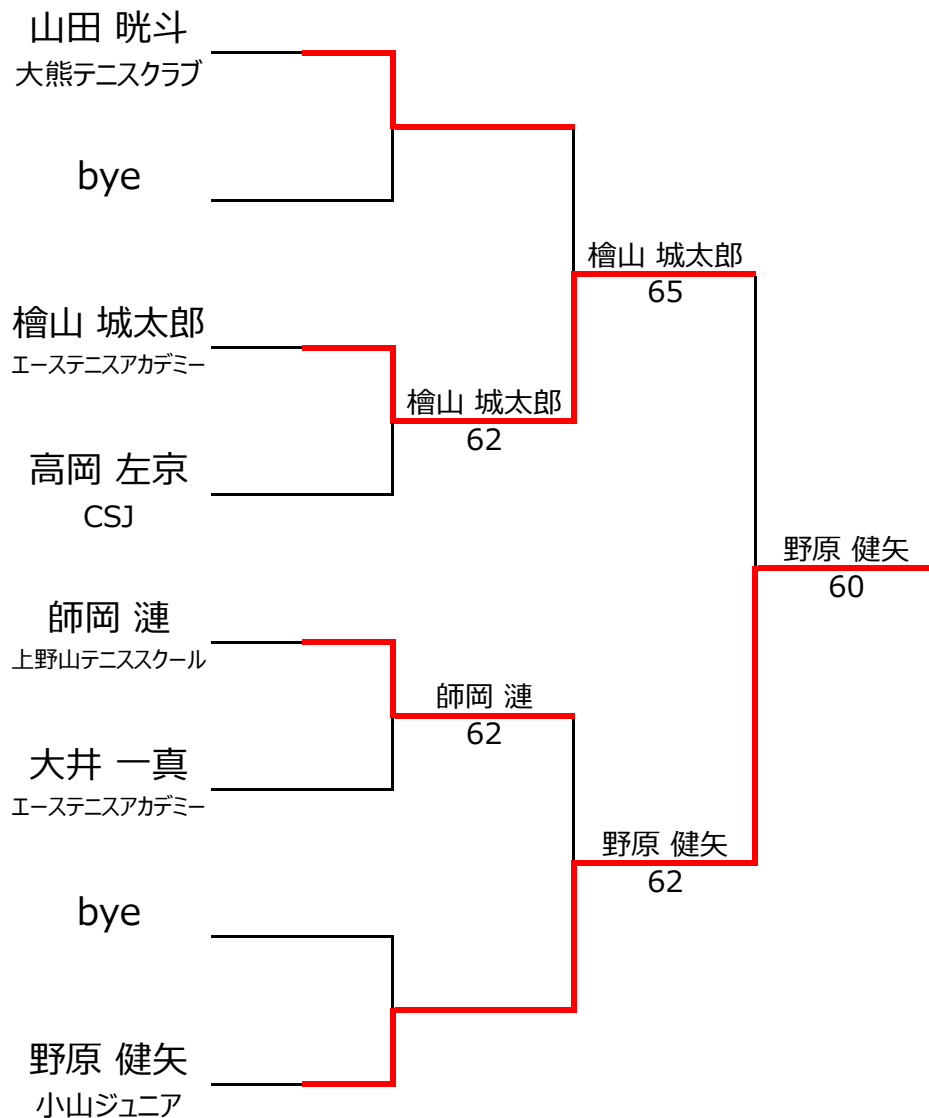 山田 晄斗
大熊テニスクラブ
bye
檜山 城太郎
65
檜山 城太郎
エーステニスアカデミー
檜山 城太郎
62
高岡 左京
CSJ
野原 健矢
60
師岡 漣
上野山テニススクール
師岡 漣
62
大井 一真
エーステニスアカデミー
野原 健矢
62
bye
野原 健矢
小山ジュニア